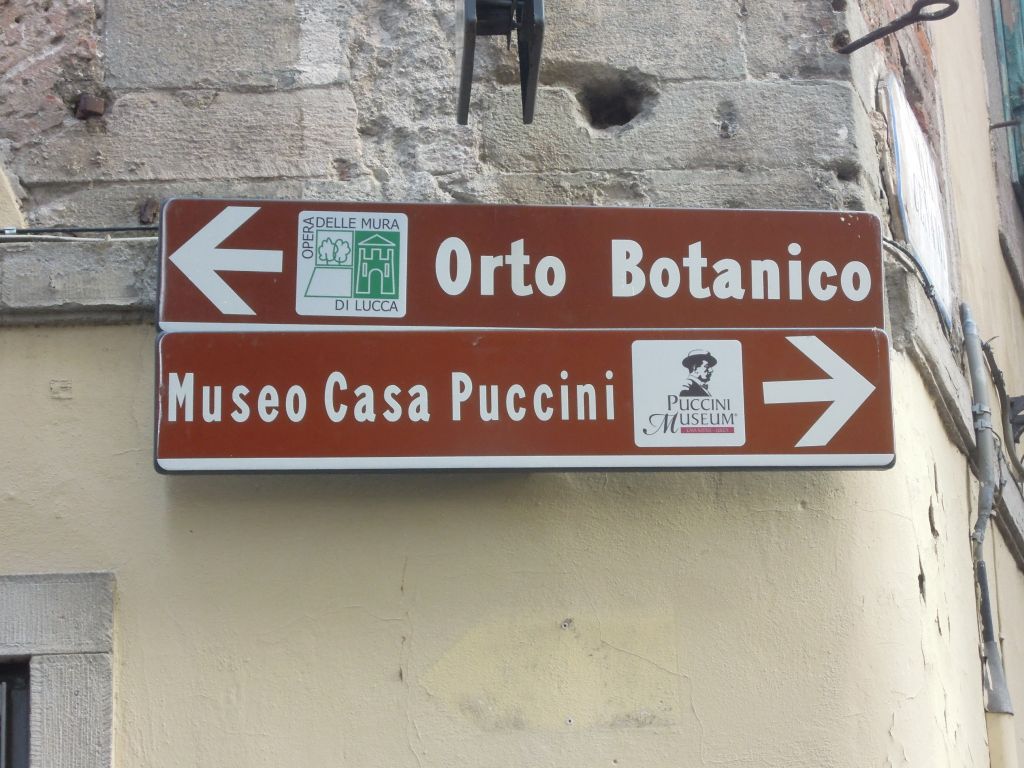 OPERA DELLE MURA
DI LUCCA
Orto Botanico
Museo Casa Puccini
PUCCINI
MUSEUM